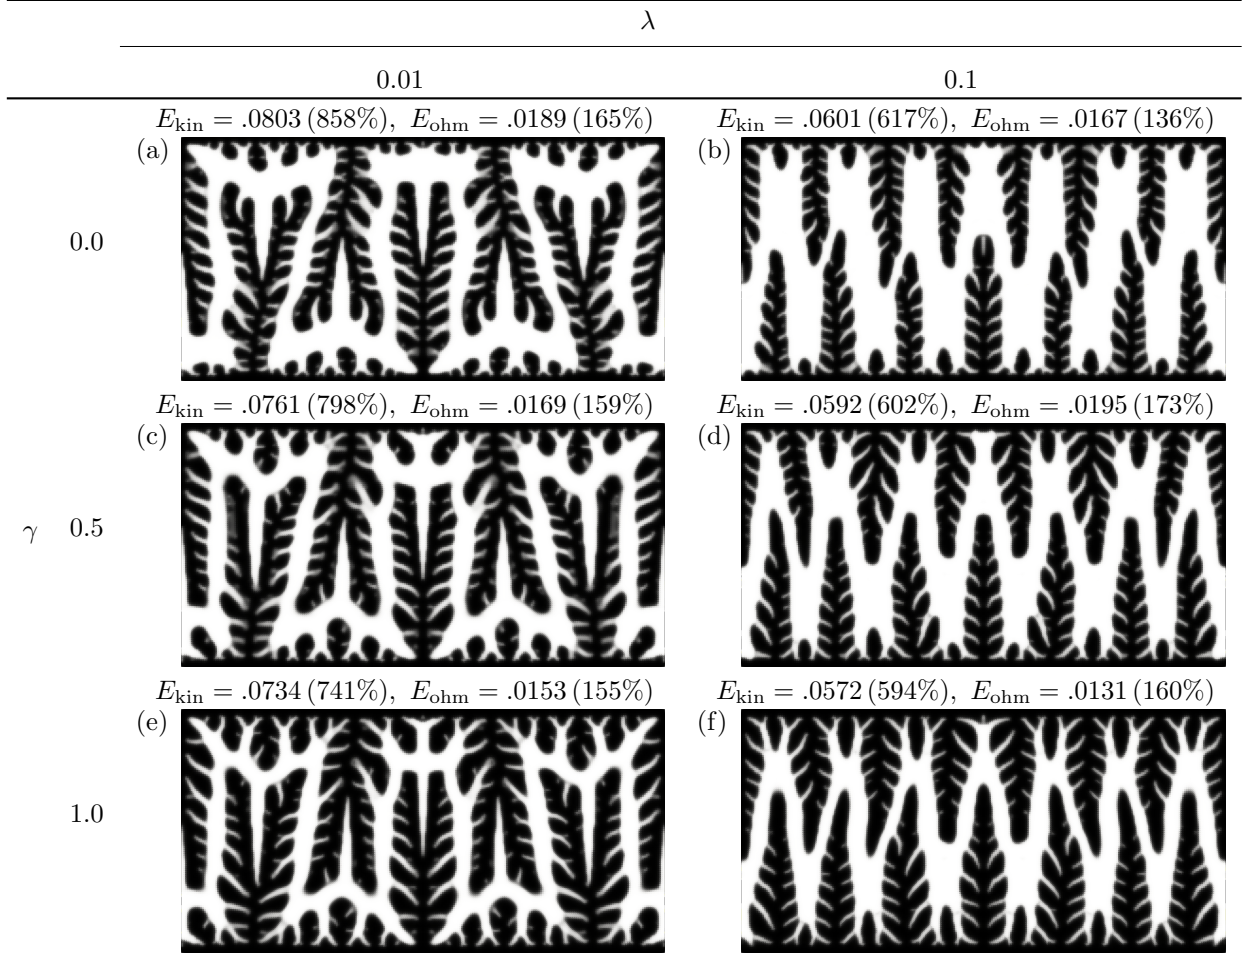 λ
0.01 0.1
E_kin = .0803 (858%), E_ohm = .0189 (165%) E_kin = .0601 (617%), E_ohm = .0167 (136%)
(a) (b)
0.0
E_kin = .0761 (798%), E_ohm = .0169 (159%) E_kin = .0592 (602%), E_ohm = .0195 (173%)
(c) (d)
γ 0.5
E_kin = .0734 (741%), E_ohm = .0153 (155%) E_kin = .0572 (594%), E_ohm = .0131 (160%)
(e) (f)
1.0